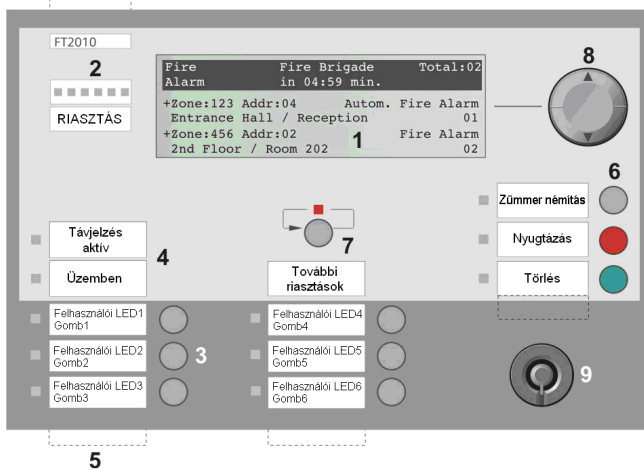 FT2010
2
RIASZTÁS
Fire Fire Brigade Total:02
Alarm in 04:59 min.
+Zone:123 Addr:04 Autom. Fire Alarm
Entrance Hall / Reception 01
+Zone:456 Addr:02 Fire Alarm
2nd Floor / Room 202 02
1
8
6
Zümmer némítás
Nyugtázás
Törlés
7
Távjelzés
aktív
4
Üzemben
További
riasztások
Felhasználói LED1
Gomb1
Felhasználói LED2
Gomb2
3
Felhasználói LED3
Gomb3
Felhasználói LED4
Gomb4
Felhasználói LED5
Gomb5
Felhasználói LED6
Gomb6
9
5